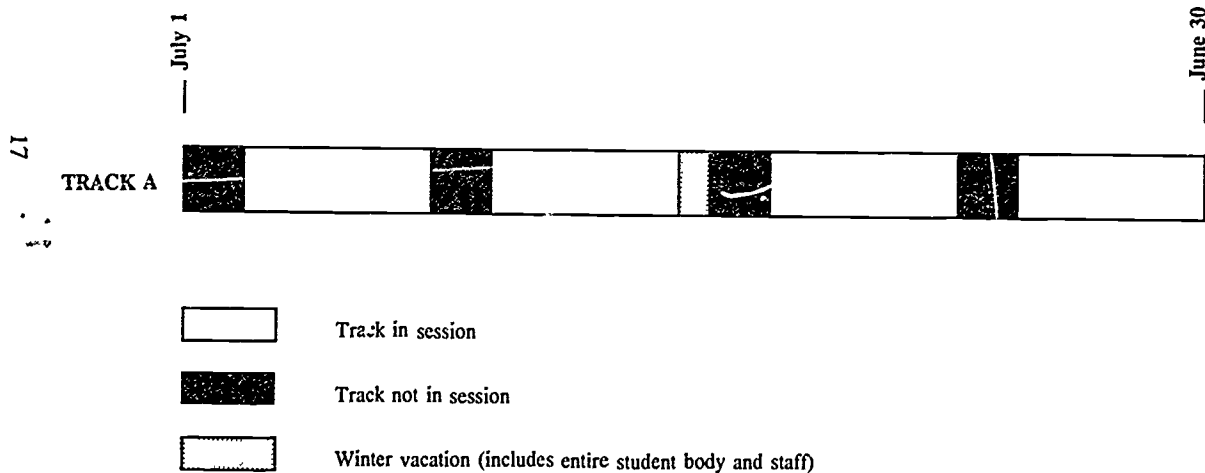 July 1
June 30
17
TRACK A
Track in session
Track not in session
Winter vacation (includes entire student body and staff)